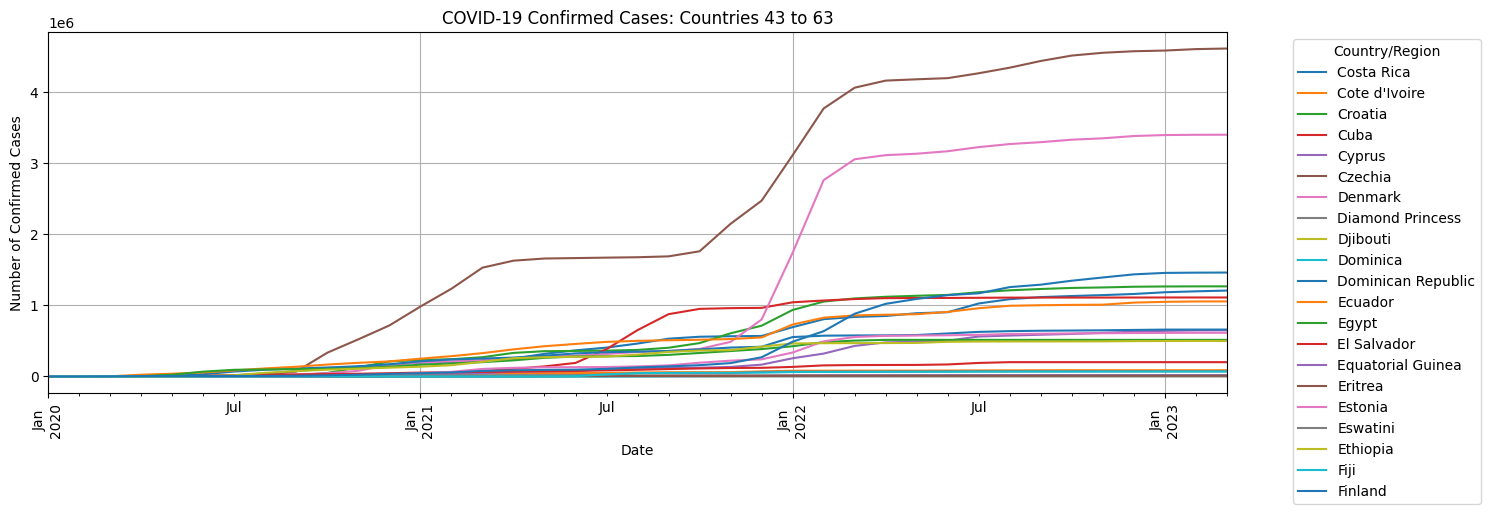 COVID-19 Confirmed Cases: Countries 43 to 63
1e6
Number of Confirmed Cases
4
3
2
1
0
Jan
2020
Jul
Jan
2021
Jul
Jan
2022
Jul
Jan
2023
Date
Country/Region
Costa Rica
Cote d'Ivoire
Croatia
Cuba
Cyprus
Czechia
Denmark
Diamond Princess
Djibouti
Dominica
Dominican Republic
Ecuador
Egypt
El Salvador
Equatorial Guinea
Eritrea
Estonia
Eswatini
Ethiopia
Fiji
Finland